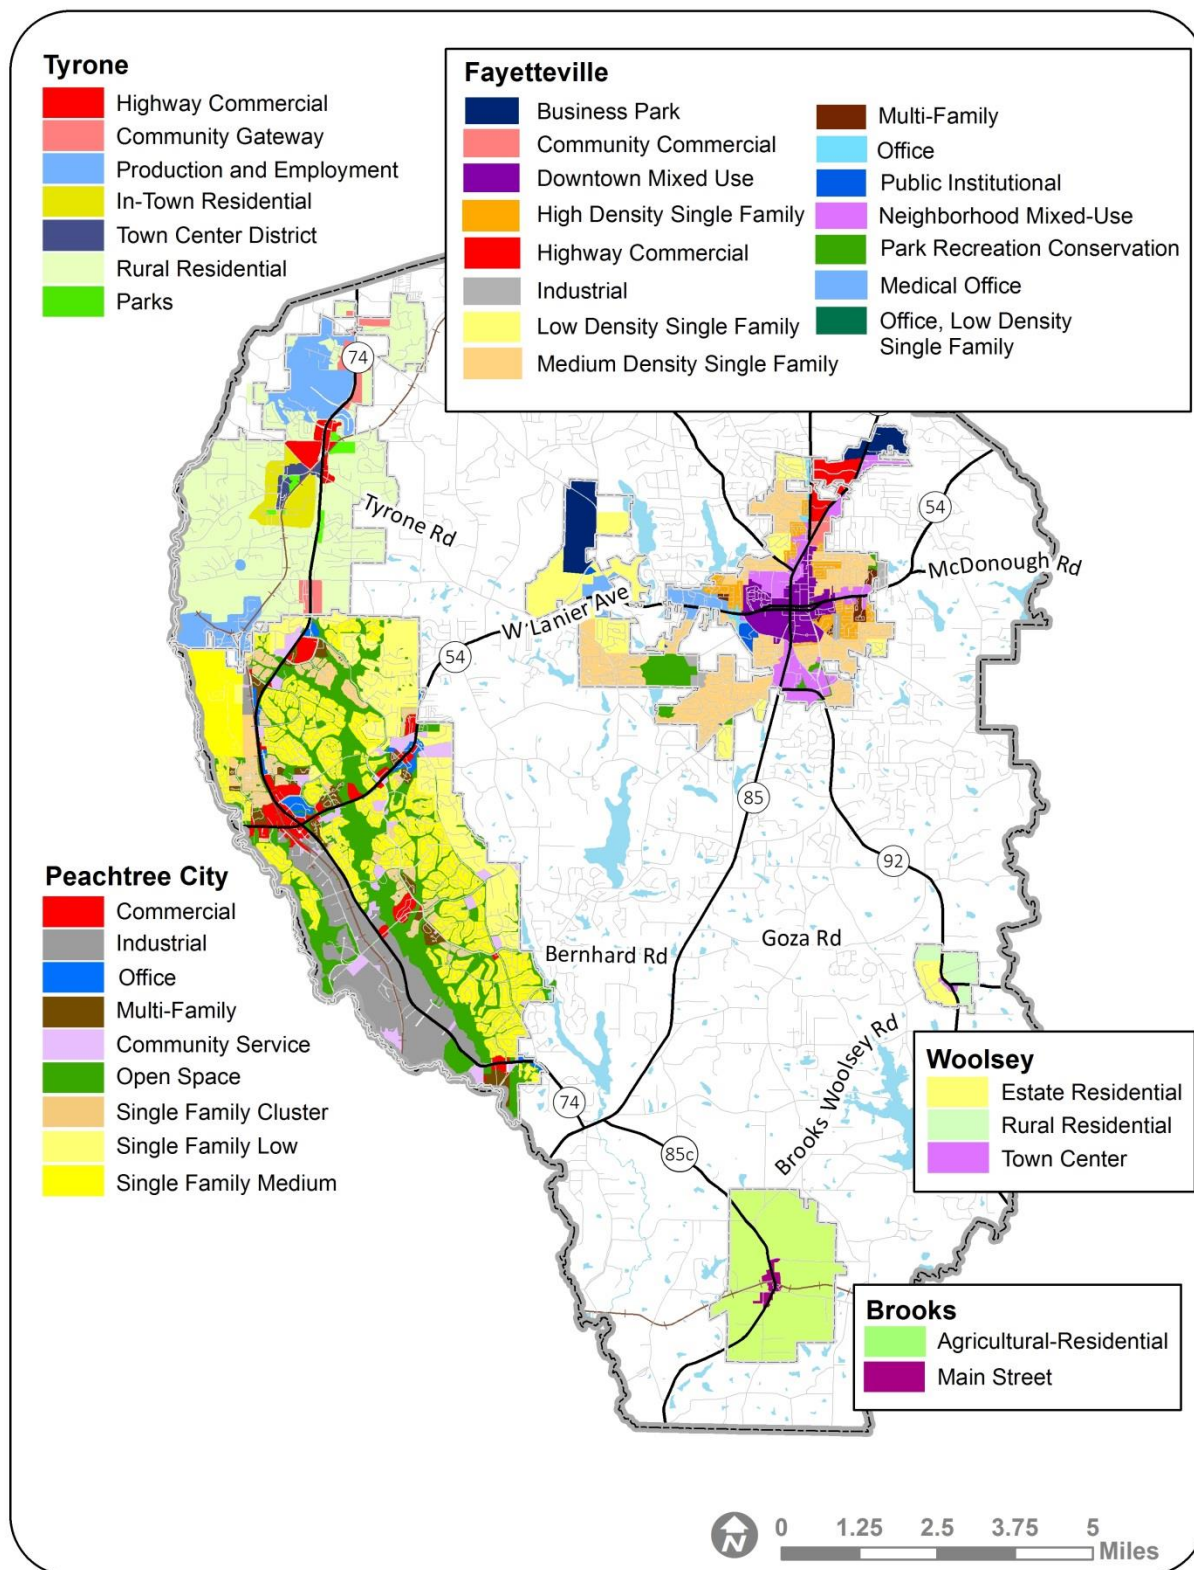 Tyrone
Highway Commercial
Community Gateway
Production and Employment
In-Town Residential
Town Center District
Rural Residential
Parks
Fayetteville
Business Park
Community Commercial
Downtown Mixed Use
High Density Single Family
Highway Commercial
Industrial
Low Density Single Family
Medium Density Single Family
Multi-Family
Office
Public Institutional
Neighborhood Mixed-Use
Park Recreation Conservation
Medical Office
Office, Low Density
Single Family
74
Tyrone Rd
54
McDonough Rd
W Lanier Ave
54
85
92
Peachtree City
Commercial
Industrial
Office
Multi-Family
Community Service
Open Space
Single Family Cluster
Single Family Low
Single Family Medium
Goza Rd
Bernhard Rd
Brooks Woolsey Rd
74
85c
Woolsey
Estate Residential
Rural Residential
Town Center
Brooks
Agricultural-Residential
Main Street
N
0 1.25 2.5 3.75 5
Miles